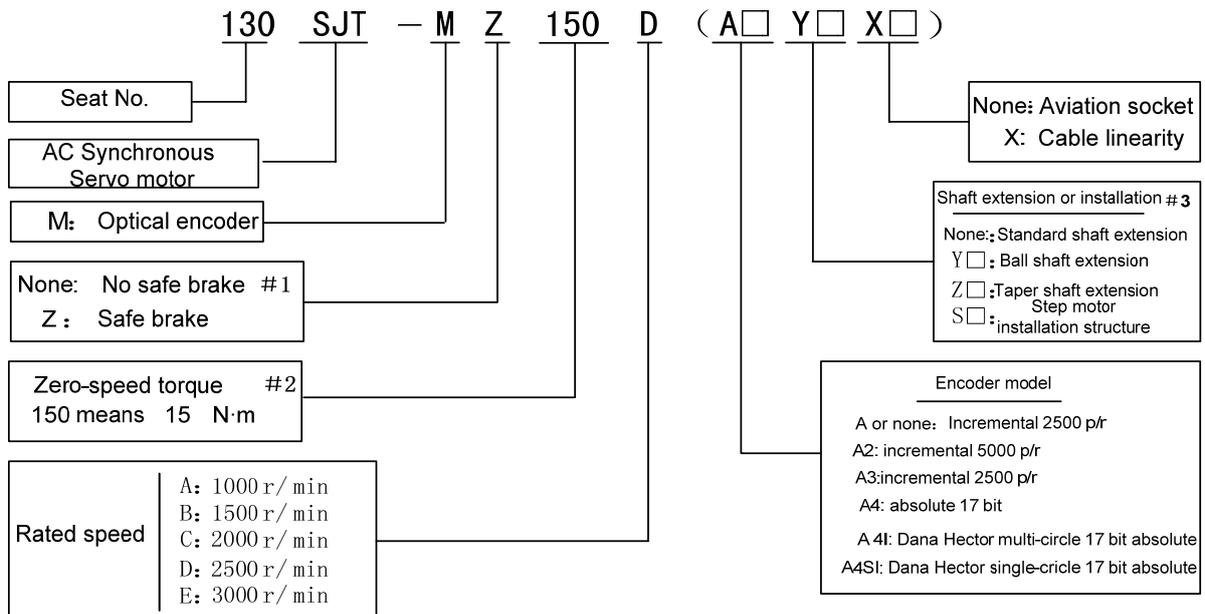 130 SJT － M Z 150 D (A□ Y□ X□)
Seat No.
AC Synchronous
Servo motor
M: Optical encoder
None: No safe brake #1
Z: Safe brake
Zero-speed torque #2
150 means 15 N·m
Rated speed
A: 1000 r/min
B: 1500 r/min
C: 2000 r/min
D: 2500 r/min
E: 3000 r/min
None: Aviation socket
X: Cable linearity
Shaft extension or installation #3
None:: Standard shaft extension
Y□: Ball shaft extension
Z□: Taper shaft extension
S□: Step motor
installation structure
Encoder model
A or none: Incremental 2500 p/r
A2: incremental 5000 p/r
A3:incremental 2500 p/r
A4: absolute 17 bit
A4I: Dana Hector multi-circle 17 bit absolute
A4SI: Dana Hector single-cricle 17 bit absolute